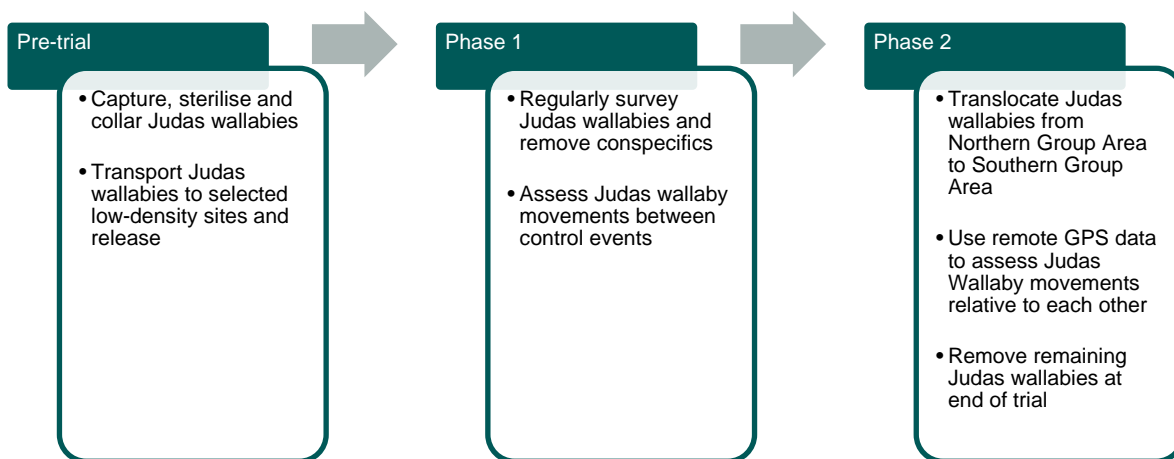 Pre-trial
• Capture, sterilise and
collar Judas wallabies
• Transport Judas
wallabies to selected
low-density sites and
release
Phase 1
• Regularly survey
Judas wallabies and
remove conspecifics
• Assess Judas wallaby
movements between
control events
Phase 2
• Translocate Judas
wallabies from
Northern Group Area
to Southern Group
Area
• Use remote GPS data
to assess Judas
Wallaby movements
relative to each other
• Remove remaining
Judas wallabies at
end of trial